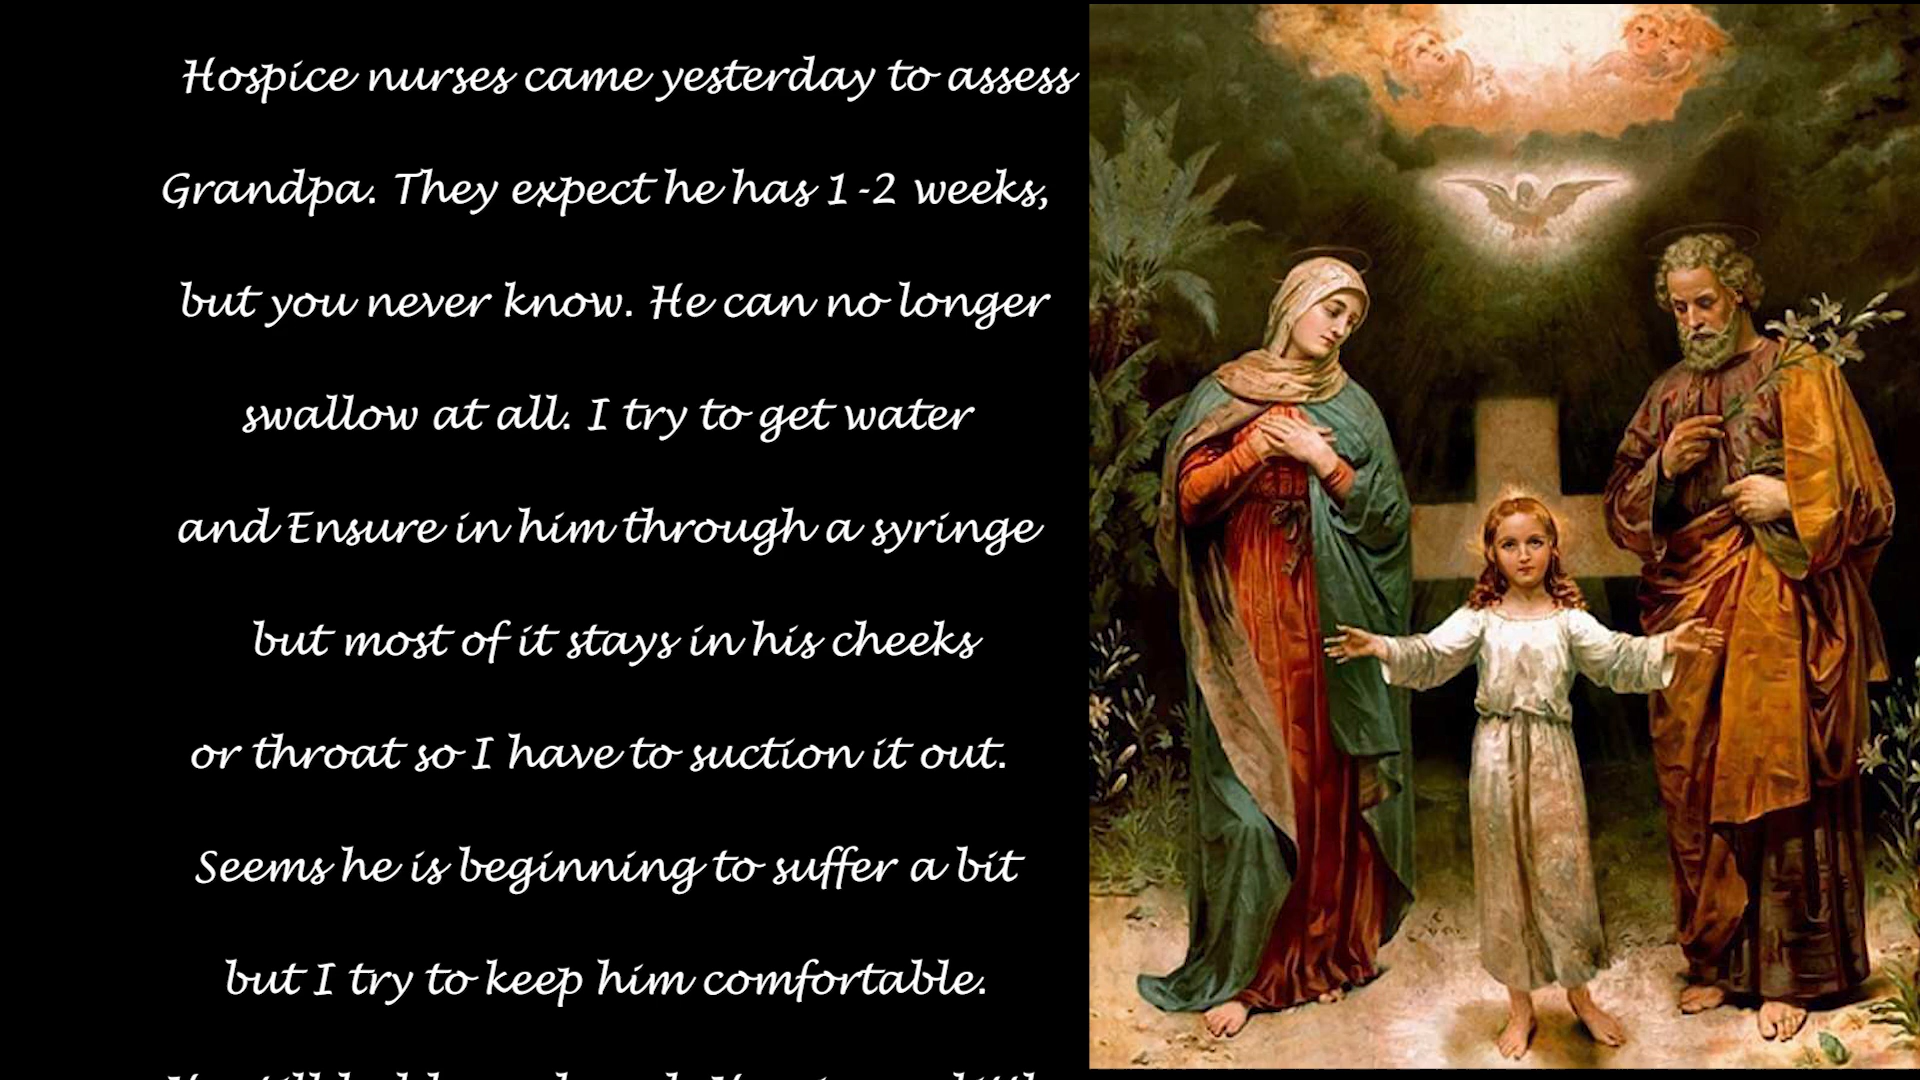 Hospice nurses came yesterday to assess
Grandpa. They expect he has 1-2 weeks,
but you never know. He can no longer
swallow at all. I try to get water
and Ensure in him through a syringe
but most of it stays in his cheeks
or throat so I have to suction it out.
Seems he is beginning to suffer a bit
but I try to keep him comfortable.